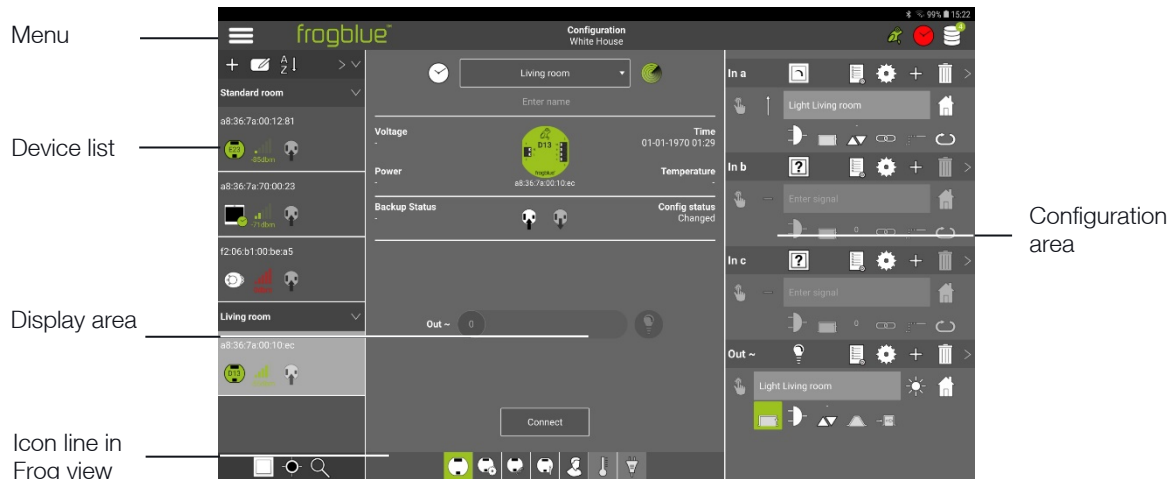 99% 15:22
Menu
frogblue
Configuration
White House
4
A
Z
Standard room
Living room
Enter name
a8:36:7a:00:12:81
E23
-85dbm
Device list
Voltage
-
Time
01-01-1970 01:29
D13
frogblue
Power
-
Temperature
-
a8:36:7a:00:10:ec
a8:36:7a:70:00:23
-71dbm
Backup Status
-
Config status
Changed
f2:06:b1:00:be:a5
Living room
Display area
Out ~ 0
a8:36:7a:00:10:ec
D13
Connect
Icon line in
Frog view
In a
Light Living room
In b
?
Enter signal
Configuration
area
In c
?
Enter signal
Out ~
Light Living room